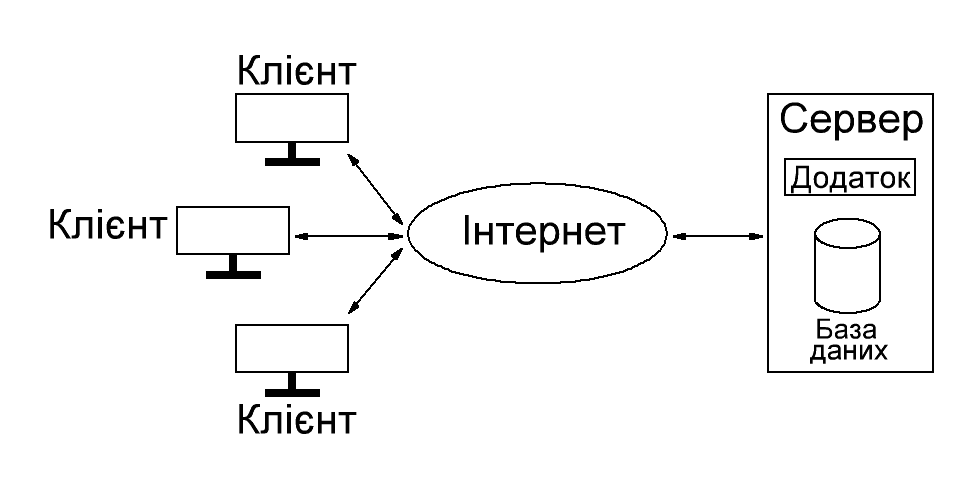 Клієнт
Клієнт
Клієнт
Інтернет
Сервер
Додаток
База
даних